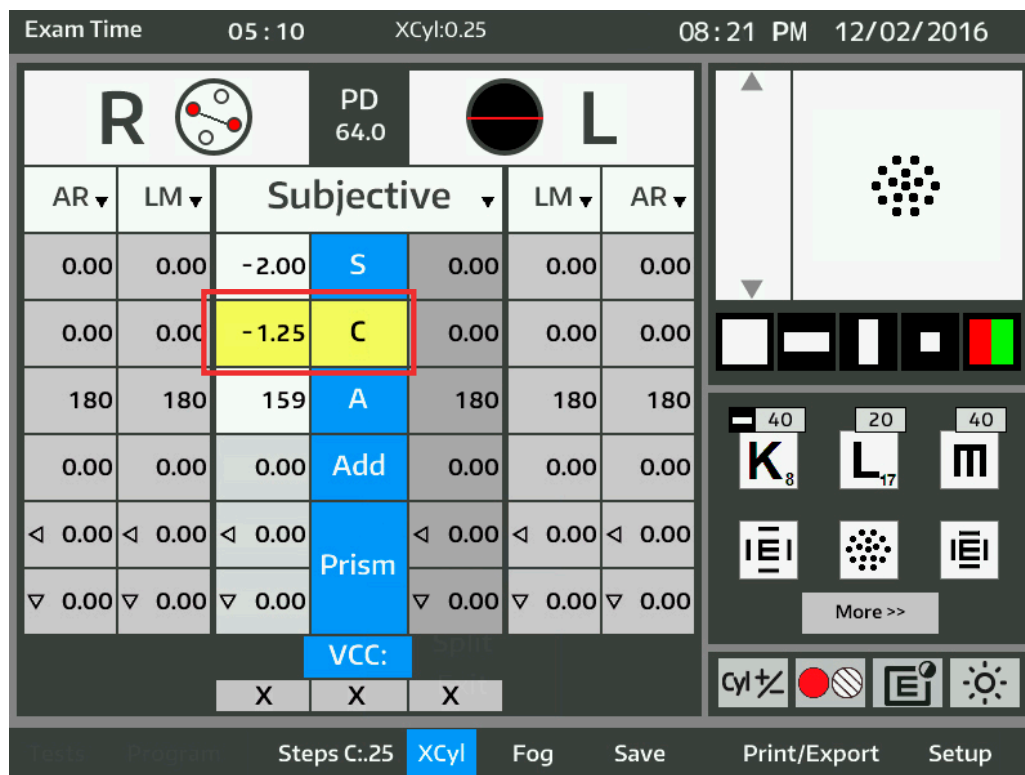 Exam Time 05:10 XCyl:0.25 08:21 PM 12/02/2016
R PD 64.0 L
AR LM Subjective LM AR
0.00 0.00 -2.00 S 0.00 0.00 0.00
0.00 0.00 -1.25 C 0.00 0.00 0.00
180 180 159 A 180 180 180
0.00 0.00 0.00 Add 0.00 0.00 0.00
0.00 0.00 0.00 Prism 0.00 0.00 0.00
0.00 0.00 0.00 0.00 0.00 0.00
Split
VCC:
X X X
40 20 40
K 8 L 17 E
E E
More >>
Cyl +/- E
Tests Program Steps C:.25 XCyl Fog Save Print/Export Setup